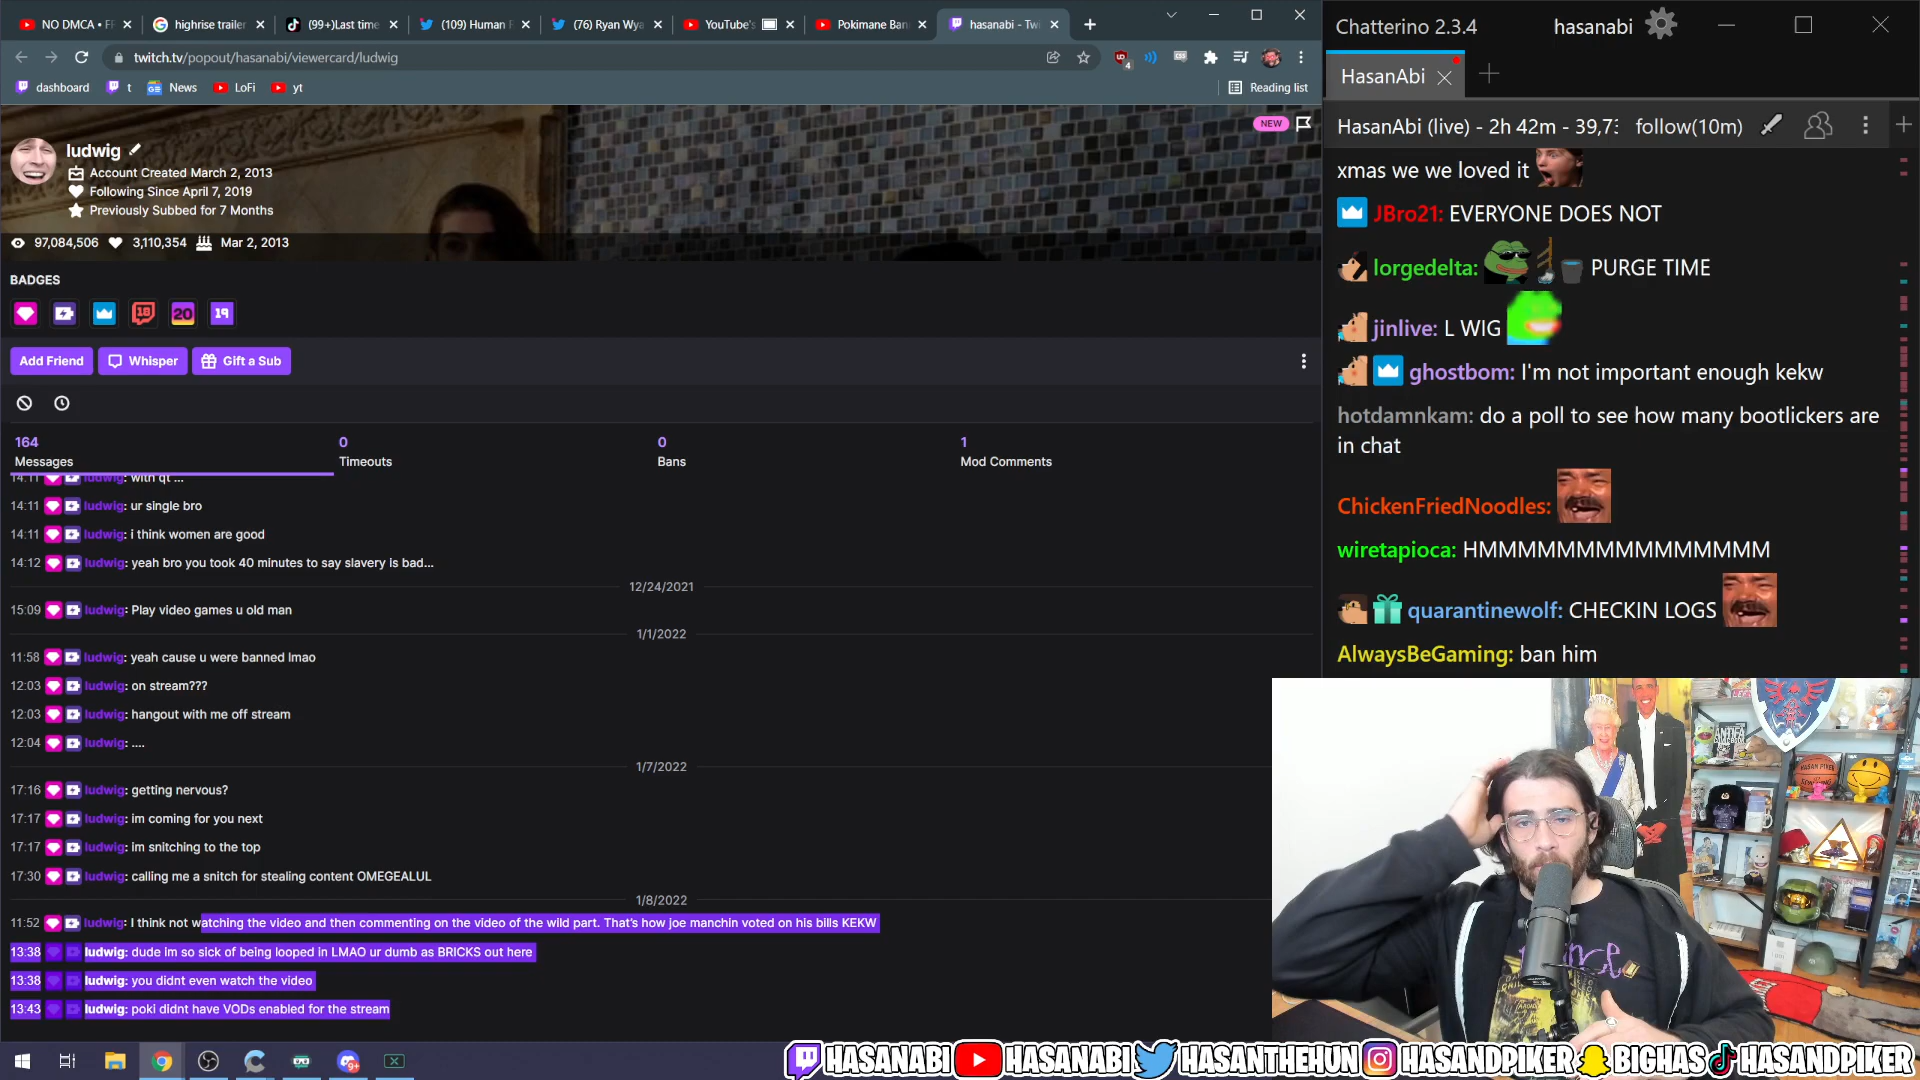 NO DMCA • FF
highrise trailer
(99+)Last time
(109) Human R
(76) Ryan Wya
YouTube's
Pokimane Ban
hasanabi - Twi
twitch.tv/popout/hasanabi/viewercard/ludwig
dashboard
t
News
LoFi
yt
Reading list
NEW
ludwig
Account Created March 2, 2013
Following Since April 7, 2019
Previously Subbed for 7 Months
97,084,506
3,110,354
Mar 2, 2013
BADGES
18
20
19
Add Friend
Whisper
Gift a Sub
164
Messages
0
Timeouts
0
Bans
1
Mod Comments
14:11 ludwig: with qt ...
14:11 ludwig: ur single bro
14:11 ludwig: i think women are good
14:12 ludwig: yeah bro you took 40 minutes to say slavery is bad...
12/24/2021
15:09 ludwig: Play video games u old man
1/1/2022
11:58 ludwig: yeah cause u were banned lmao
12:03 ludwig: on stream???
12:03 ludwig: hangout with me off stream
12:04 ludwig: ....
1/7/2022
17:16 ludwig: getting nervous?
17:17 ludwig: im coming for you next
17:17 ludwig: im snitching to the top
17:30 ludwig: calling me a snitch for stealing content OMEGEALUL
1/8/2022
11:52 ludwig: I think not watching the video and then commenting on the video of the wild part. That's how joe manchin voted on his bills KEKW
13:38 ludwig: dude im so sick of being looped in LMAO ur dumb as BRICKS out here
13:38 ludwig: you didnt even watch the video
13:43 ludwig: poki didnt have VODs enabled for the stream
Chatterino 2.3.4
hasanabi
HasanAbi
HasanAbi (live) - 2h 42m - 39,73
follow(10m)
xmas we we loved it
JBro21: EVERYONE DOES NOT
lorgedelta: PURGE TIME
jinlive: L WIG
ghostbom: I'm not important enough kekw
hotdamnkam: do a poll to see how many bootlickers are
in chat
ChickenFriedNoodles:
wiretapioca: HMMMMMMMMMMMMMMMM
quarantinewolf: CHECKIN LOGS
AlwaysBeGaming: ban him
HASANABI
HASANABI
HASANTHEHUN
HASANDPIKER
BIGHAS
HASANDPIKER